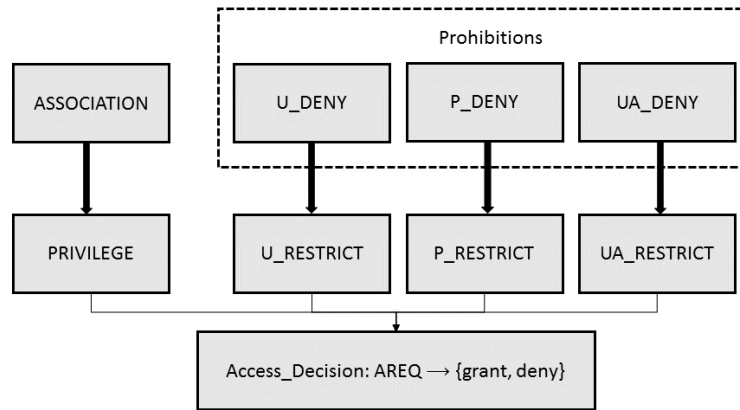 Prohibitions
ASSOCIATION
U_DENY
P_DENY
UA_DENY
PRIVILEGE
U_RESTRICT
P_RESTRICT
UA_RESTRICT
Access_Decision: AREQ ⟶ {grant, deny}